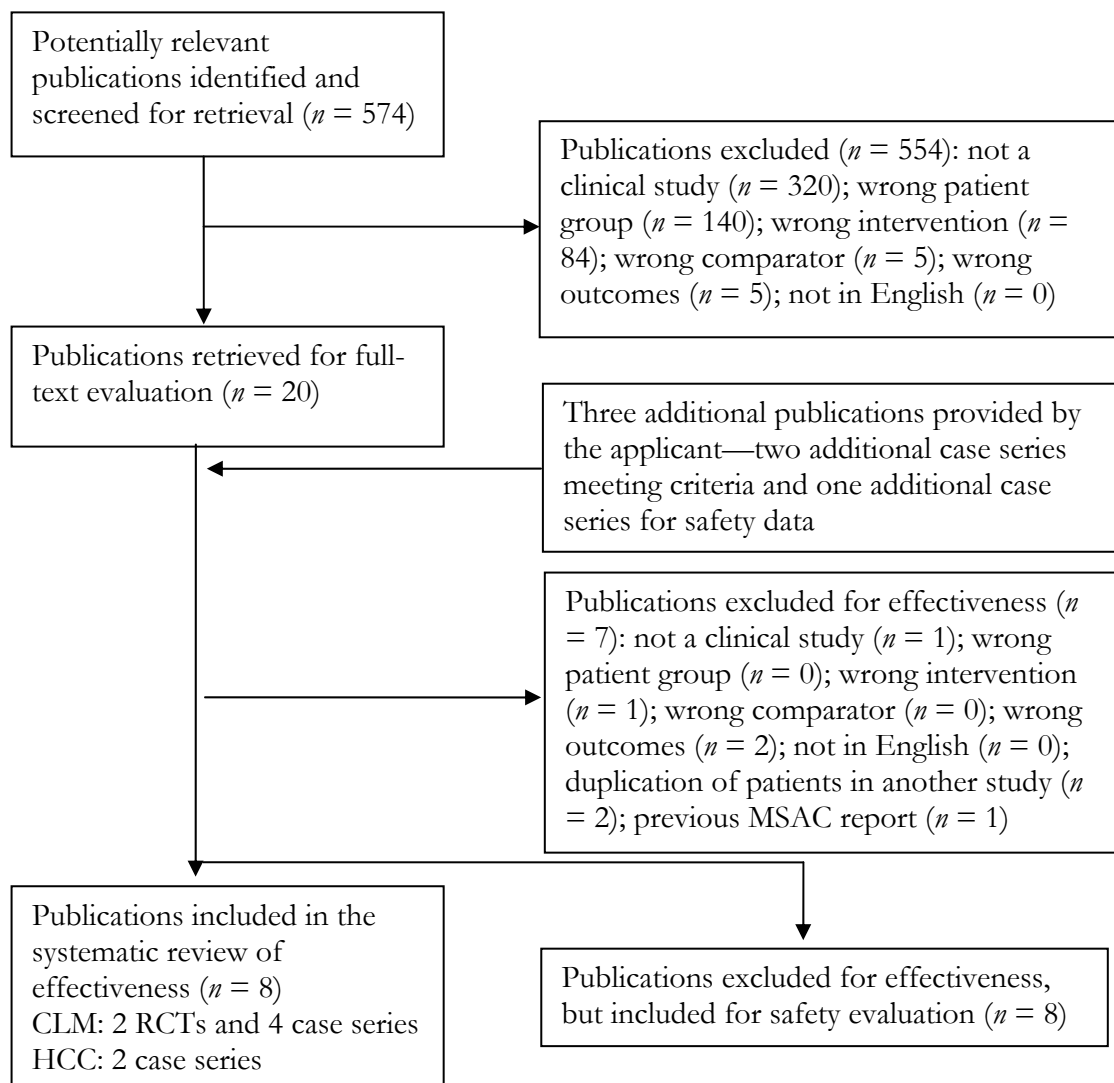 Potentially relevant
publications identified and
screened for retrieval (n = 574)
Publications excluded (n = 554): not a
clinical study (n = 320); wrong patient
group (n = 140); wrong intervention (n =
84); wrong comparator (n = 5); wrong
outcomes (n = 5); not in English (n = 0)
Publications retrieved for full-
text evaluation (n = 20)
Three additional publications provided by
the applicant—two additional case series
meeting criteria and one additional case
series for safety data
Publications excluded for effectiveness (n
= 7): not a clinical study (n = 1); wrong
patient group (n = 0); wrong intervention
(n = 1); wrong comparator (n = 0); wrong
outcomes (n = 2); not in English (n = 0);
duplication of patients in another study (n
= 2); previous MSAC report (n = 1)
Publications included in the
systematic review of
effectiveness (n = 8)
CLM: 2 RCTs and 4 case series
HCC: 2 case series
Publications excluded for effectiveness,
but included for safety evaluation (n = 8)